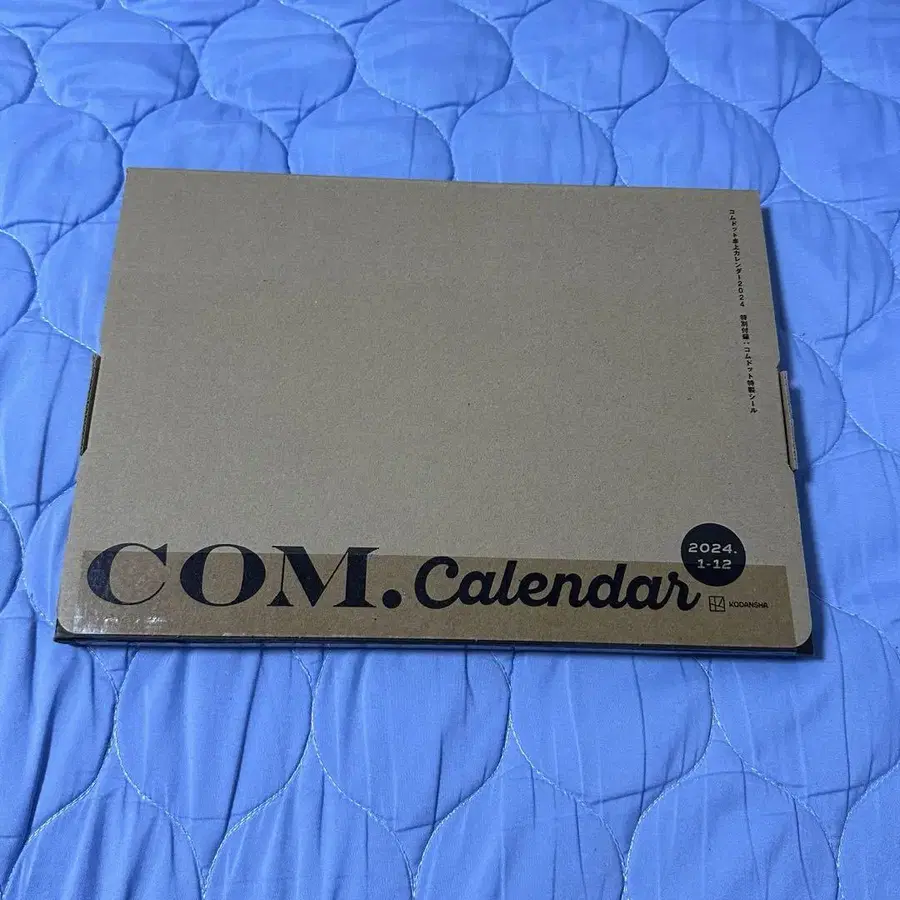 コムドット卓上カレンダー2024 特別付録:コムドット特製シール
COM. Calendar
2024.
1-12
KODANSHA